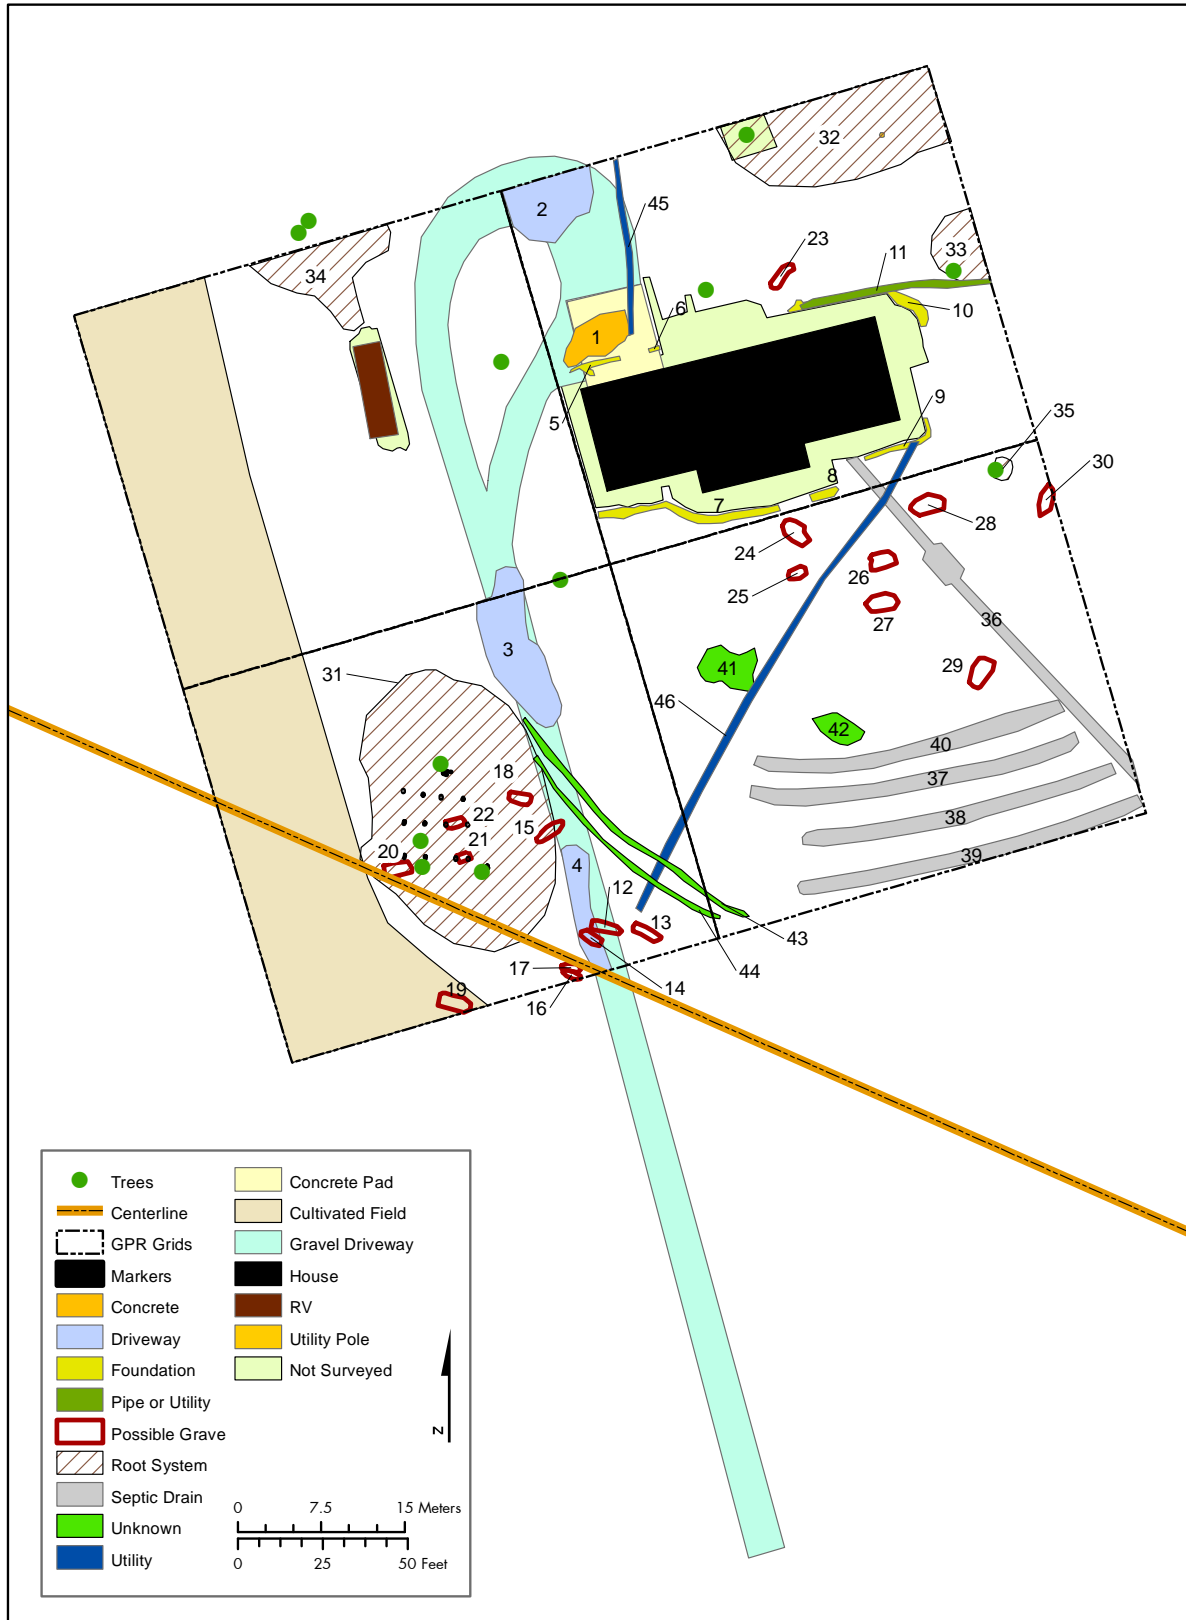 32
2
45
23
33
11
34
10
6
1
9
5
35
30
8
7
28
24
26
25
36
27
3
41
29
31
46
42
40
37
18
22
15
38
21
20
39
4
12
13
43
17
44
14
19
16
Trees
Centerline
GPR Grids
Markers
Concrete
Driveway
Foundation
Pipe or Utility
Possible Grave
Root System
Septic Drain
Unknown
Utility
Concrete Pad
Cultivated Field
Gravel Driveway
House
RV
Utility Pole
Not Surveyed
N
0 7.5 15 Meters
0 25 50 Feet